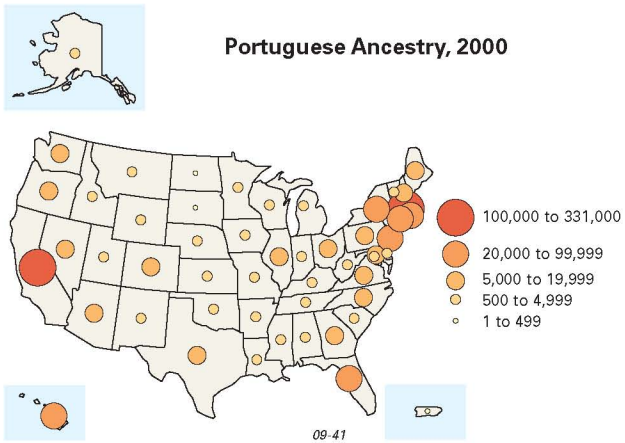 Portuguese Ancestry, 2000
100,000 to 331,000
20,000 to 99,999
5,000 to 19,999
500 to 4,999
1 to 499
09-41